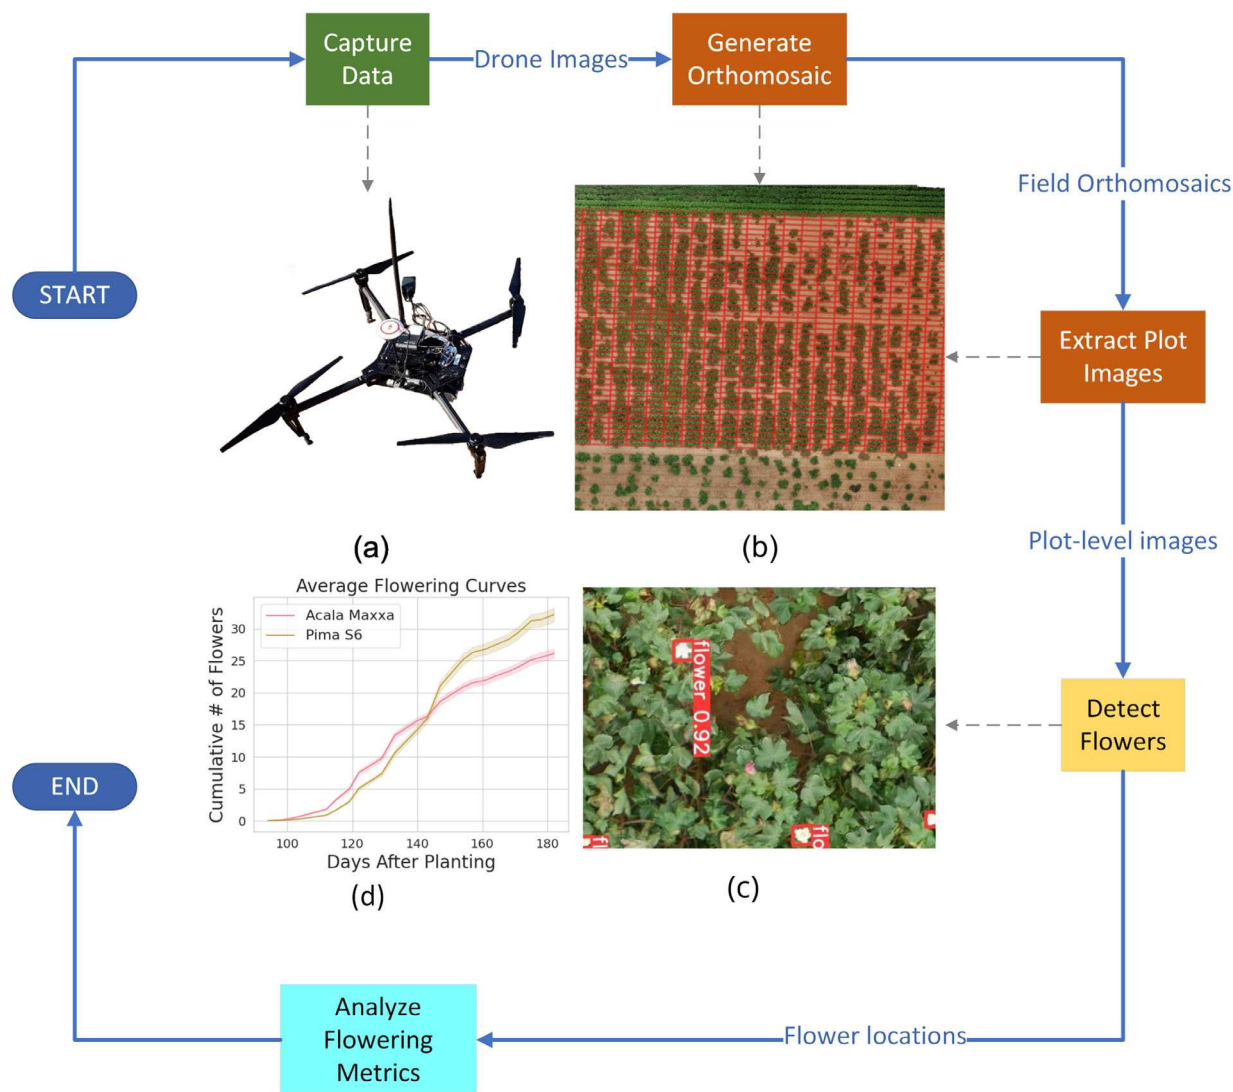 Capture
Data
Drone Images
Generate
Orthomosaic
Field Orthomosaics
START
Extract Plot
Images
(a)
(b)
Plot-level images
Average Flowering Curves
Acala Maxxa
Pima S6
Cumulative # of Flowers
30
25
20
15
10
5
0
100
120
140
160
180
Days After Planting
(d)
flower 0.92
flo
(c)
Detect
Flowers
END
Analyze
Flowering
Metrics
Flower locations